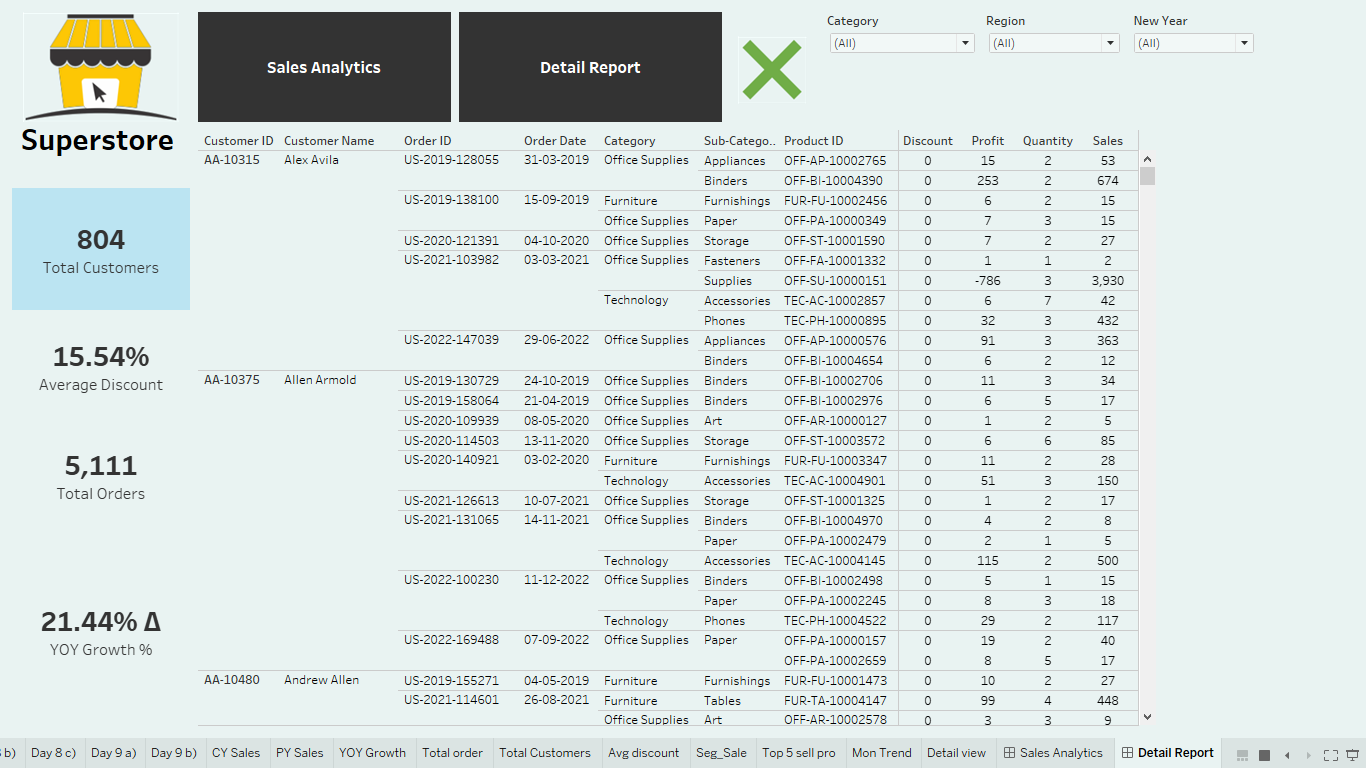 Superstore
Sales Analytics
Detail Report
Category Region New Year
(All) (All) (All)
804
Total Customers
15.54%
Average Discount
5,111
Total Orders
21.44% Δ
YOY Growth %
Customer ID Customer Name Order ID Order Date Category Sub-Catego.. Product ID Discount Profit Quantity Sales
AA-10315 Alex Avila US-2019-128055 31-03-2019 Office Supplies Appliances OFF-AP-10002765 0 15 2 53
Binders OFF-BI-10004390 0 253 2 674
US-2019-138100 15-09-2019 Furniture Furnishings FUR-FU-10002456 0 6 2 15
Office Supplies Paper OFF-PA-10000349 0 7 3 15
US-2020-121391 04-10-2020 Office Supplies Storage OFF-ST-10001590 0 7 2 27
US-2021-103982 03-03-2021 Office Supplies Fasteners OFF-FA-10001332 0 1 1 2
Supplies OFF-SU-10000151 0 -786 3 3,930
Technology Accessories TEC-AC-10002857 0 6 7 42
Phones TEC-PH-10000895 0 32 3 432
US-2022-147039 29-06-2022 Office Supplies Appliances OFF-AP-10000576 0 91 3 363
Binders OFF-BI-10004654 0 6 2 12
AA-10375 Allen Armold US-2019-130729 24-10-2019 Office Supplies Binders OFF-BI-10002706 0 11 3 34
US-2019-158064 21-04-2019 Office Supplies Binders OFF-BI-10002976 0 6 5 17
US-2020-109939 08-05-2020 Office Supplies Art OFF-AR-10000127 0 1 2 5
US-2020-114503 13-11-2020 Office Supplies Storage OFF-ST-10003572 0 6 6 85
US-2020-140921 03-02-2020 Furniture Furnishings FUR-FU-10003347 0 11 2 28
Technology Accessories TEC-AC-10004901 0 51 3 150
US-2021-126613 10-07-2021 Office Supplies Storage OFF-ST-10001325 0 1 2 17
US-2021-131065 14-11-2021 Office Supplies Binders OFF-BI-10004970 0 4 2 8
Paper OFF-PA-10002479 0 2 1 5
Technology Accessories TEC-AC-10004145 0 115 2 500
US-2022-100230 11-12-2022 Office Supplies Binders OFF-BI-10002498 0 5 1 15
Paper OFF-PA-10002245 0 8 3 18
Technology Phones TEC-PH-10004522 0 29 2 117
US-2022-169488 07-09-2022 Office Supplies Paper OFF-PA-10000157 0 19 2 40
OFF-PA-10002659 0 8 5 17
AA-10480 Andrew Allen US-2019-155271 04-05-2019 Furniture Furnishings FUR-FU-10001473 0 10 2 27
US-2021-114601 26-08-2021 Furniture Tables FUR-TA-10004147 0 99 4 448
Office Supplies Art OFF-AR-10002578 0 3 3 9
b) Day 8 c) Day 9 a) Day 9 b) CY Sales PY Sales YOY Growth Total order Total Customers Avg discount Seg_Sale Top 5 sell pro Mon Trend Detail view Sales Analytics Detail Report